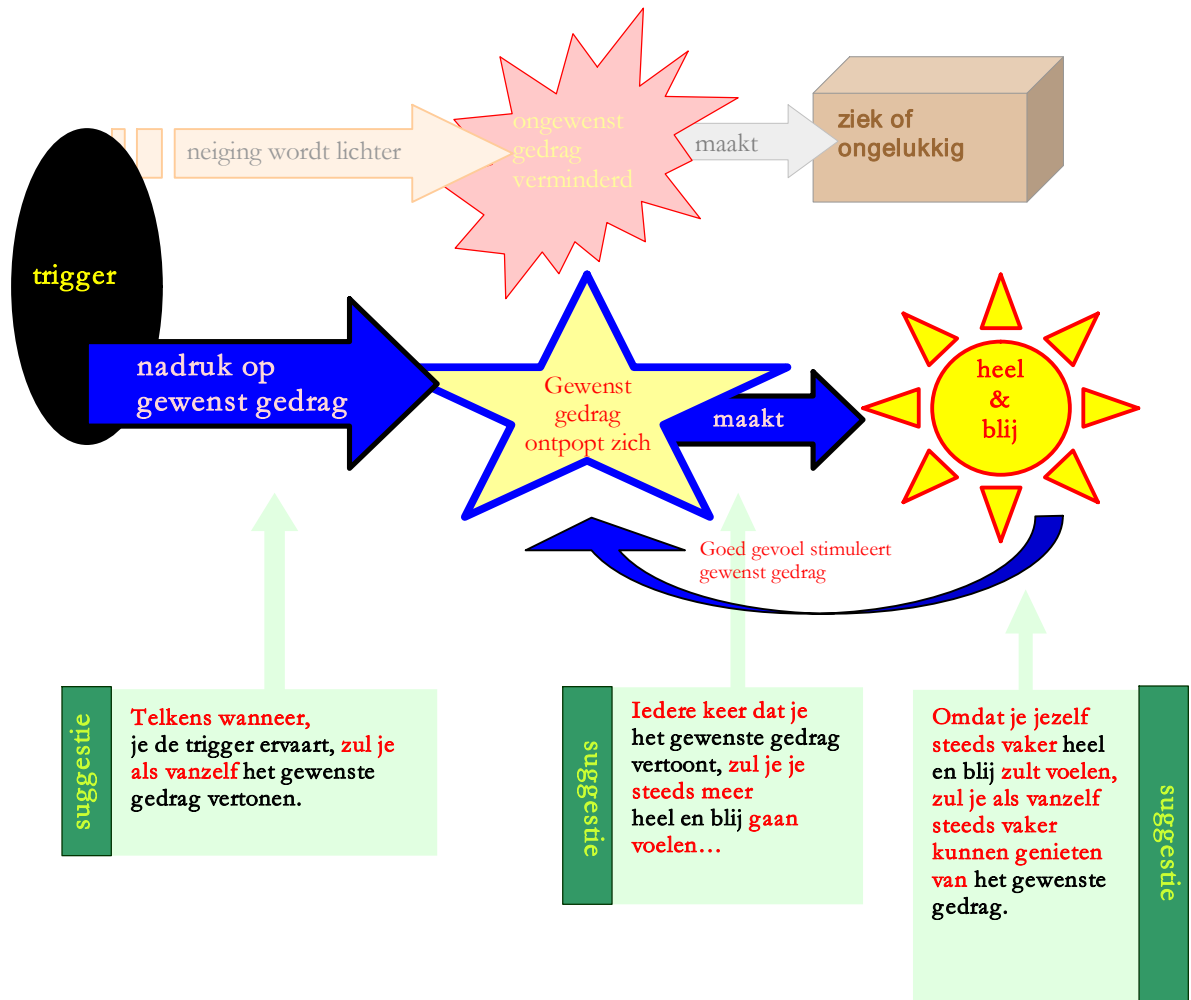 ongewenst
gedrag
verminderd
neiging wordt lichter
maakt
ziek of
ongelukkig
trigger
nadruk op
gewenst gedrag
Gewenst
gedrag
ontpopt zich
maakt
heel
&
blij
Goed gevoel stimuleert
gewenst gedrag
suggestie
Telkens wanneer,
je de trigger ervaart, zul je
als vanzelf het gewenste
gedrag vertonen.
suggestie
Iedere keer dat je
het gewenste gedrag
vertoont, zul je je
steeds meer
heel en blij gaan
voelen…
Omdat je jezelf
steeds vaker heel
en blij zult voelen,
zul je als vanzelf
steeds vaker
kunnen genieten
van het gewenste
gedrag.
suggestie